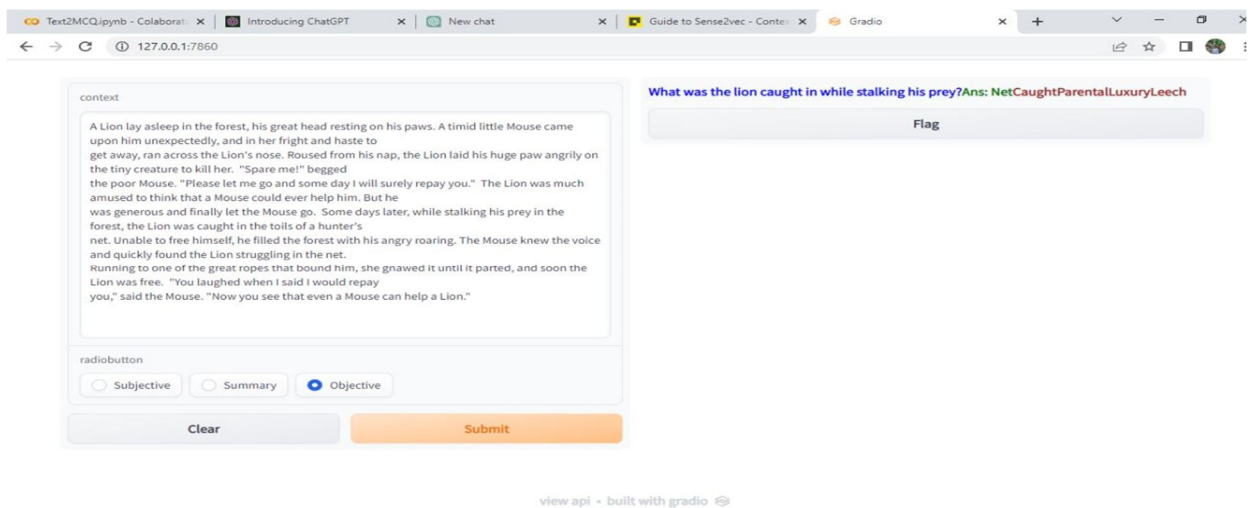 Text2MCQ.ipynb - Colaborat
Introducing ChatGPT
New chat
Guide to Sense2vec - Contex
Gradio
127.0.0.1:7860
context
A Lion lay asleep in the forest, his great head resting on his paws. A timid little Mouse came
upon him unexpectedly, and in her fright and haste to
get away, ran across the Lion's nose. Roused from his nap, the Lion laid his huge paw angrily on
the tiny creature to kill her. "Spare me!" begged
the poor Mouse. "Please let me go and some day I will surely repay you." The Lion was much
amused to think that a Mouse could ever help him. But he
was generous and finally let the Mouse go. Some days later, while stalking his prey in the
forest, the Lion was caught in the toils of a hunter's
net. Unable to free himself, he filled the forest with his angry roaring. The Mouse knew the voice
and quickly found the Lion struggling in the net.
Running to one of the great ropes that bound him, she gnawed it until it parted, and soon the
Lion was free. "You laughed when I said I would repay
you," said the Mouse. "Now you see that even a Mouse can help a Lion."
radiobutton
Subjective
Summary
Objective
Clear
Submit
What was the lion caught in while stalking his prey?Ans: NetCaughtParentalLuxuryLeech
Flag
view api • built with gradio